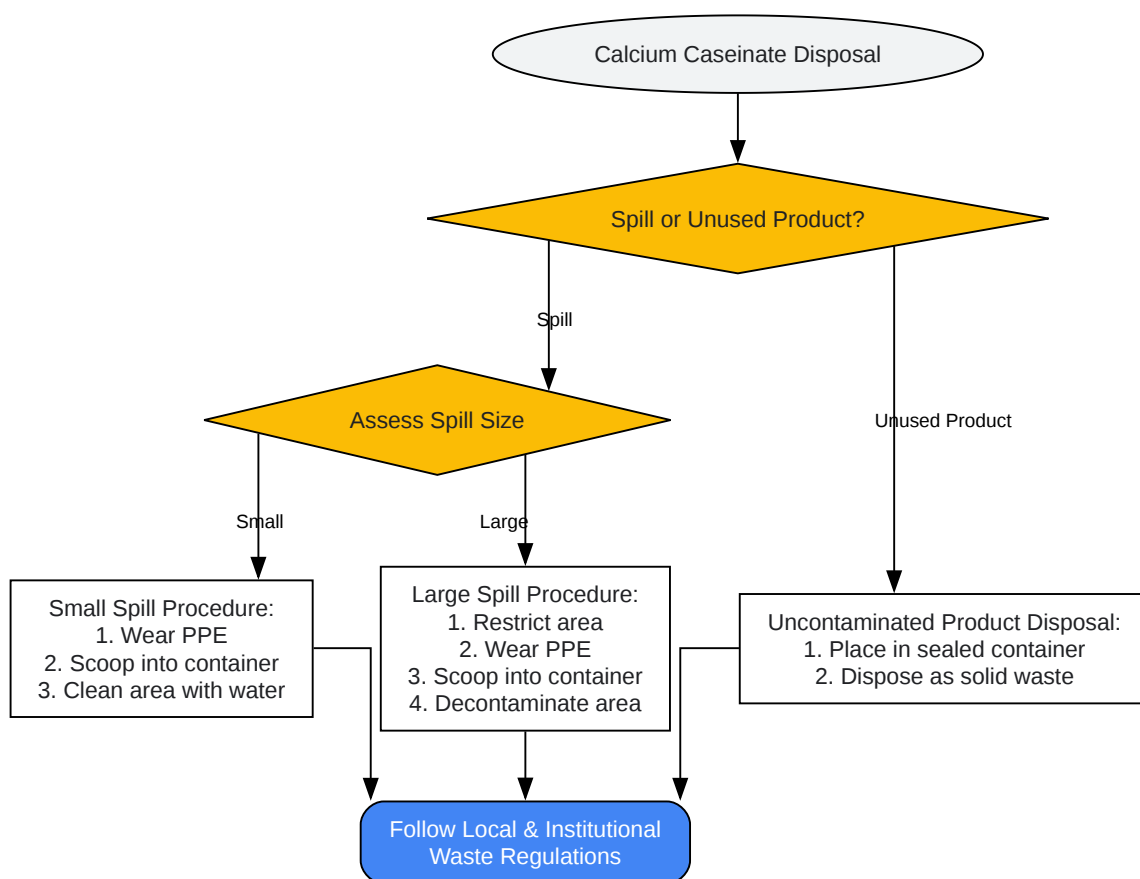 Calcium Caseinate Disposal
Spill or Unused Product?
Spill
Assess Spill Size
Unused Product
Small
Large
Small Spill Procedure:
1. Wear PPE
2. Scoop into container
3. Clean area with water
Large Spill Procedure:
1. Restrict area
2. Wear PPE
3. Scoop into container
4. Decontaminate area
Uncontaminated Product Disposal:
1. Place in sealed container
2. Dispose as solid waste
Follow Local & Institutional
Waste Regulations